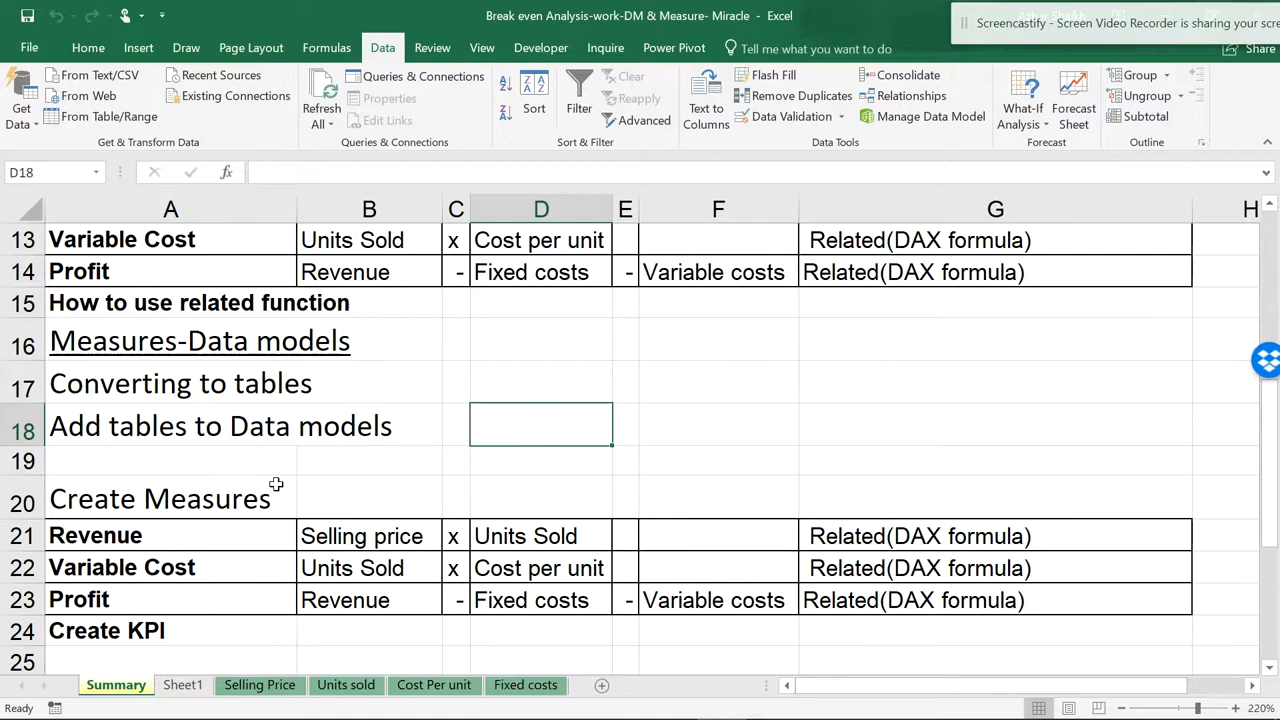 Break even Analysis-work-DM & Measure- Miracle - Excel
Screencastify - Screen Video Recorder is sharing your scre
File Home Insert Draw Page Layout Formulas Data Review View Developer Inquire Power Pivot Tell me what you want to do Share
From Text/CSV Recent Sources Queries & Connections Clear Flash Fill Consolidate Group
From Web Existing Connections Properties Reapply Remove Duplicates Relationships Ungroup
From Table/Range Edit Links Advanced Data Validation Manage Data Model Subtotal
Get Data Refresh All Sort Filter Text to Columns What-If Analysis Forecast Sheet
Get & Transform Data Queries & Connections Sort & Filter Data Tools Forecast Outline
D18 fx
A B C D E F G H
13 Variable Cost Units Sold x Cost per unit Related(DAX formula)
14 Profit Revenue - Fixed costs - Variable costs Related(DAX formula)
15 How to use related function
16 Measures-Data models
17 Converting to tables
18 Add tables to Data models
19
20 Create Measures
21 Revenue Selling price x Units Sold Related(DAX formula)
22 Variable Cost Units Sold x Cost per unit Related(DAX formula)
23 Profit Revenue - Fixed costs - Variable costs Related(DAX formula)
24 Create KPI
25
Summary Sheet1 Selling Price Units sold Cost Per unit Fixed costs
Ready 220%